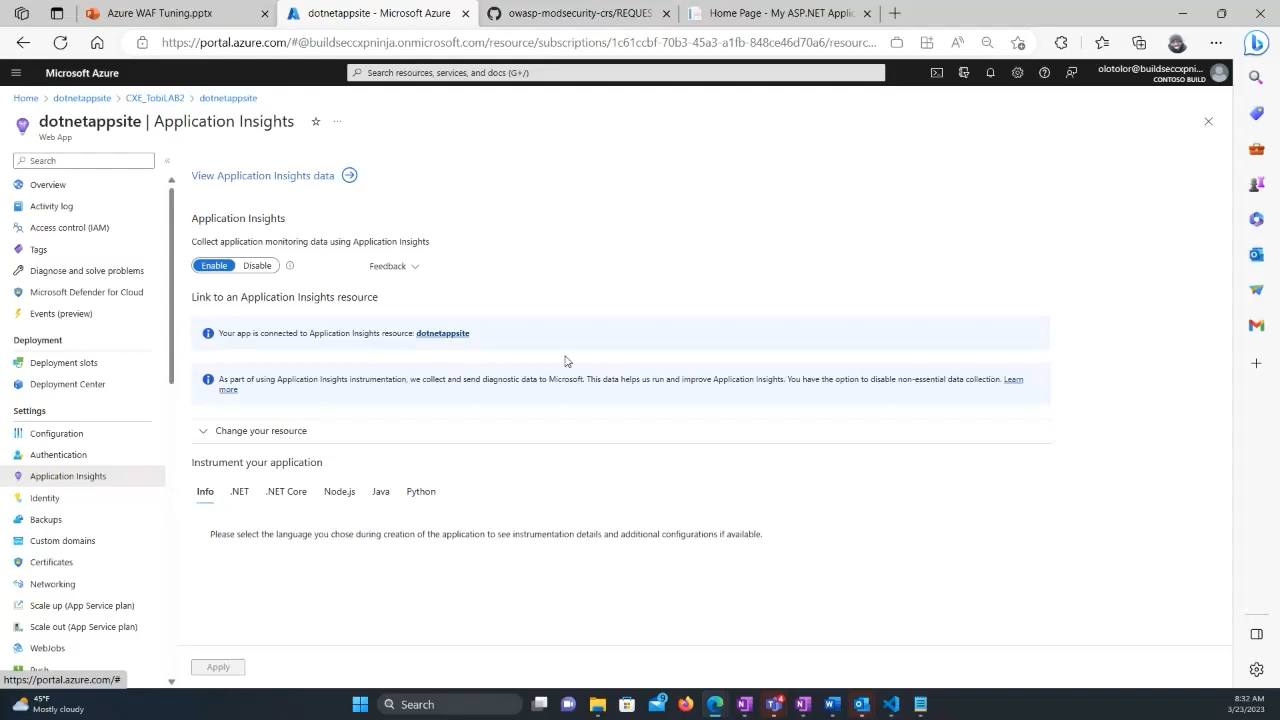 Azure WAF Tuning.pptx
dotnetappsite - Microsoft Azure
owasp-modsecurity-crs/REQUES
Home Page - My ASP.NET Applic
https://portal.azure.com/#@buildseccxpninja.onmicrosoft.com/resource/subscriptions/1c61ccbf-70b3-45a3-a1fb-848ce46d70a6/resourc...
Microsoft Azure
Search resources, services, and docs (G+/)
olotolor@buildseccxpni...
CONTOSO BUILD
Home > dotnetappsite > CXE_TobiLAB2 > dotnetappsite
dotnetappsite | Application Insights
Web App
Search
Overview
Activity log
Access control (IAM)
Tags
Diagnose and solve problems
Microsoft Defender for Cloud
Events (preview)
Deployment
Deployment slots
Deployment Center
Settings
Configuration
Authentication
Application Insights
Identity
Backups
Custom domains
Certificates
Networking
Scale up (App Service plan)
Scale out (App Service plan)
WebJobs
Push
https://portal.azure.com/#
View Application Insights data
Application Insights
Collect application monitoring data using Application Insights
Enable Disable
Feedback
Link to an Application Insights resource
Your app is connected to Application Insights resource: dotnetappsite
As part of using Application Insights instrumentation, we collect and send diagnostic data to Microsoft. This data helps us run and improve Application Insights. You have the option to disable non-essential data collection. Learn
more
Change your resource
Instrument your application
Info .NET .NET Core Node.js Java Python
Please select the language you chose during creation of the application to see instrumentation details and additional configurations if available.
Apply
45°F
Mostly cloudy
Search
9
4
8:32 AM
3/23/2023